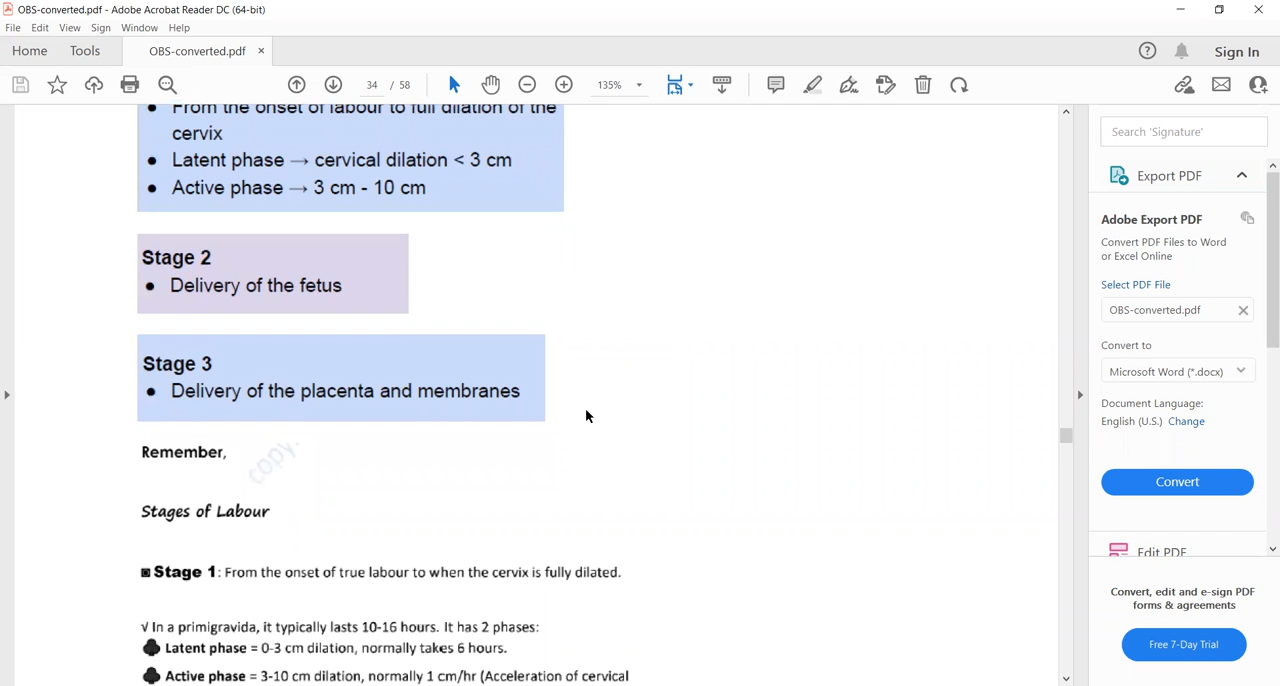 OBS-converted.pdf - Adobe Acrobat Reader DC (64-bit)
File Edit View Sign Window Help
Home Tools OBS-converted.pdf × Sign In
34 / 58 135%
From the onset of labour to full dilation of the
cervix
● Latent phase → cervical dilation < 3 cm
● Active phase → 3 cm - 10 cm
Stage 2
● Delivery of the fetus
Stage 3
● Delivery of the placenta and membranes
Remember,
copy.
Stages of Labour
◙ Stage 1: From the onset of true labour to when the cervix is fully dilated.
√ In a primigravida, it typically lasts 10-16 hours. It has 2 phases:
♣ Latent phase = 0-3 cm dilation, normally takes 6 hours.
♣ Active phase = 3-10 cm dilation, normally 1 cm/hr (Acceleration of cervical
Search 'Signature'
Export PDF
Adobe Export PDF
Convert PDF Files to Word
or Excel Online
Select PDF File
OBS-converted.pdf
Convert to
Microsoft Word (*.docx)
Document Language:
English (U.S.) Change
Convert
Edit PDF
Convert, edit and e-sign PDF
forms & agreements
Free 7-Day Trial